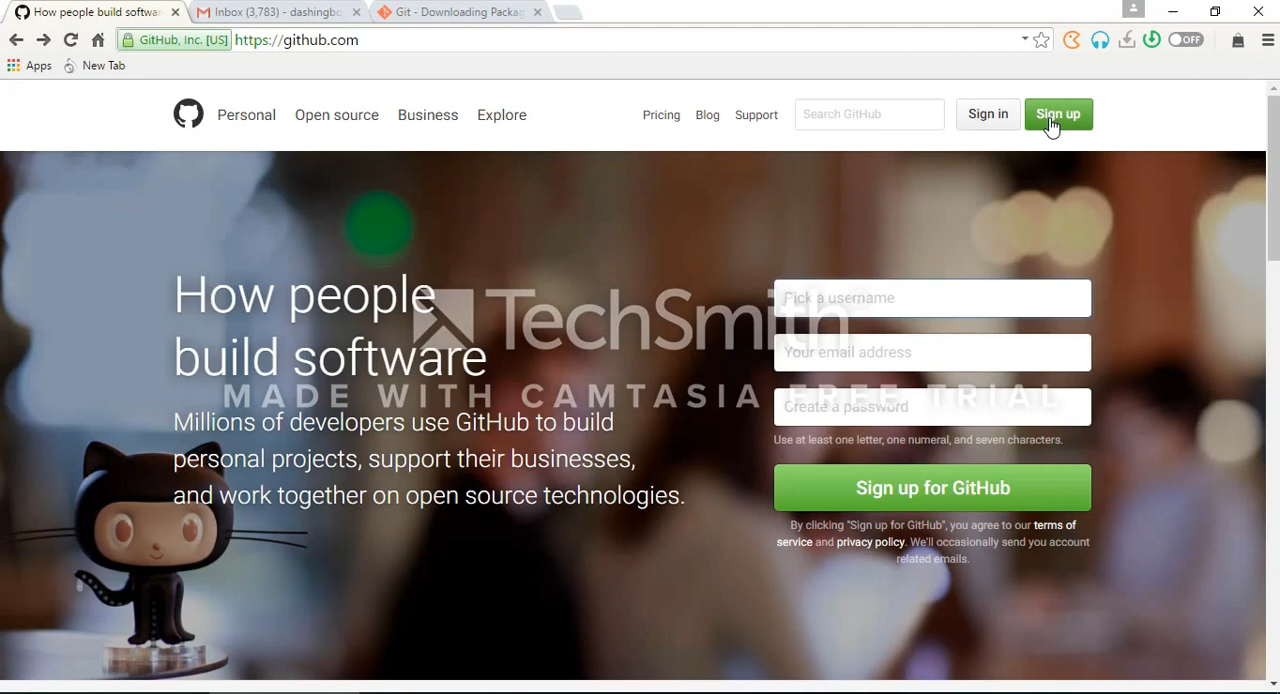 How people build softwar
Inbox (3,783) - dashingbo
Git - Downloading Packag
GitHub, Inc. [US]
https://github.com
OFF
Apps
New Tab
Personal
Open source
Business
Explore
Pricing
Blog
Support
Search GitHub
Sign in
Sign up
How people
build software
Millions of developers use GitHub to build
personal projects, support their businesses,
and work together on open source technologies.
Pick a username
Your email address
Create a password
Use at least one letter, one numeral, and seven characters.
Sign up for GitHub
By clicking "Sign up for GitHub", you agree to our terms of
service and privacy policy. We'll occasionally send you account
related emails.
TechSmith
MADE WITH CAMTASIA FREE TRIAL